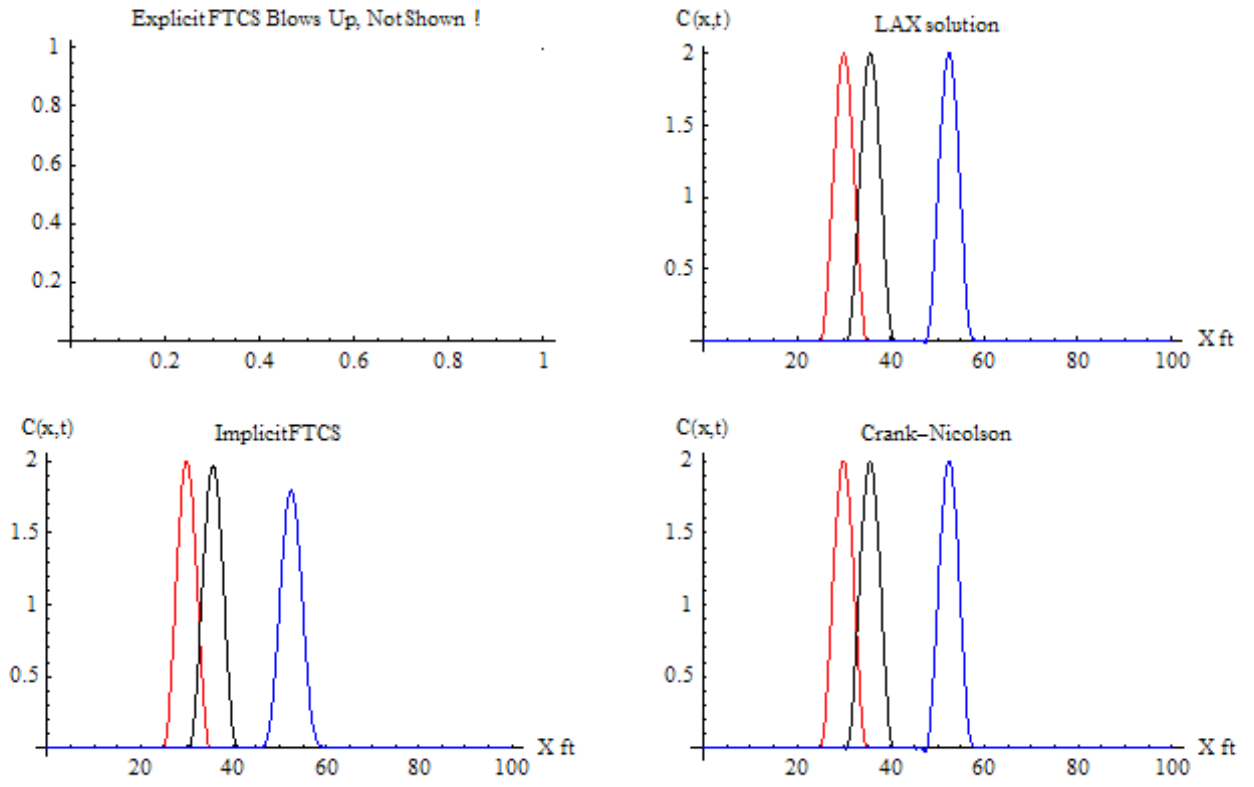 Explicit FTCS Blows Up, Not Shown !
1
0.8
0.6
0.4
0.2
0.2 0.4 0.6 0.8 1
C(x,t)
LAX solution
2
1.5
1
0.5
20 40 60 80 100
X ft
C(x,t)
Implicit FTCS
2
1.5
1
0.5
20 40 60 80 100
X ft
C(x,t)
Crank–Nicolson
2
1.5
1
0.5
20 40 60 80 100
X ft